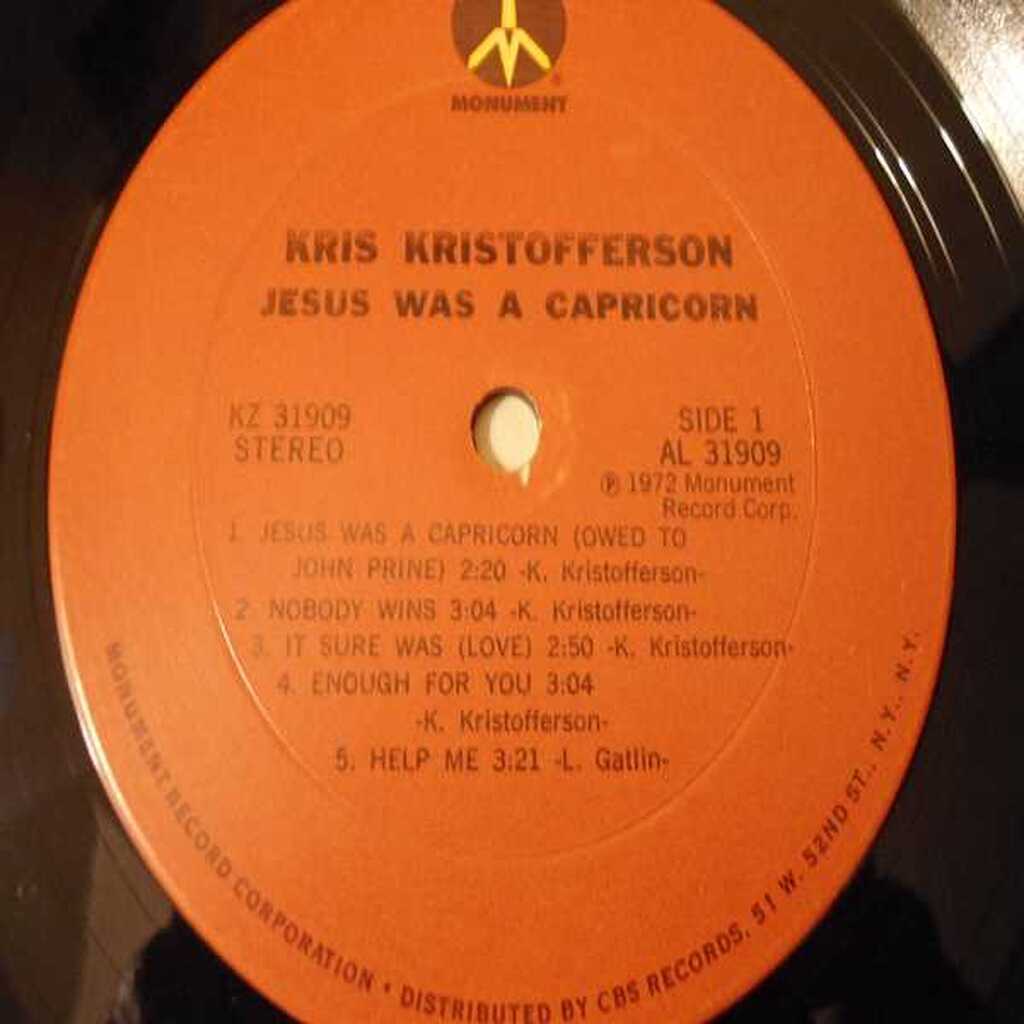 MONUMENT
KRIS KRISTOFFERSON
JESUS WAS A CAPRICORN
KZ 31909
STEREO
SIDE 1
AL 31909
℗ 1972 Monument
Record Corp.
1. JESUS WAS A CAPRICORN (OWED TO
JOHN PRINE) 2:20 -K. Kristofferson-
2. NOBODY WINS 3:04 -K. Kristofferson-
3. IT SURE WAS (LOVE) 2:50 -K. Kristofferson-
4. ENOUGH FOR YOU 3:04
-K. Kristofferson-
5. HELP ME 3:21 -L. Gatlin-
MONUMENT RECORD CORPORATION • DISTRIBUTED BY CBS RECORDS, 51 W. 52ND ST., N.Y., N.Y.